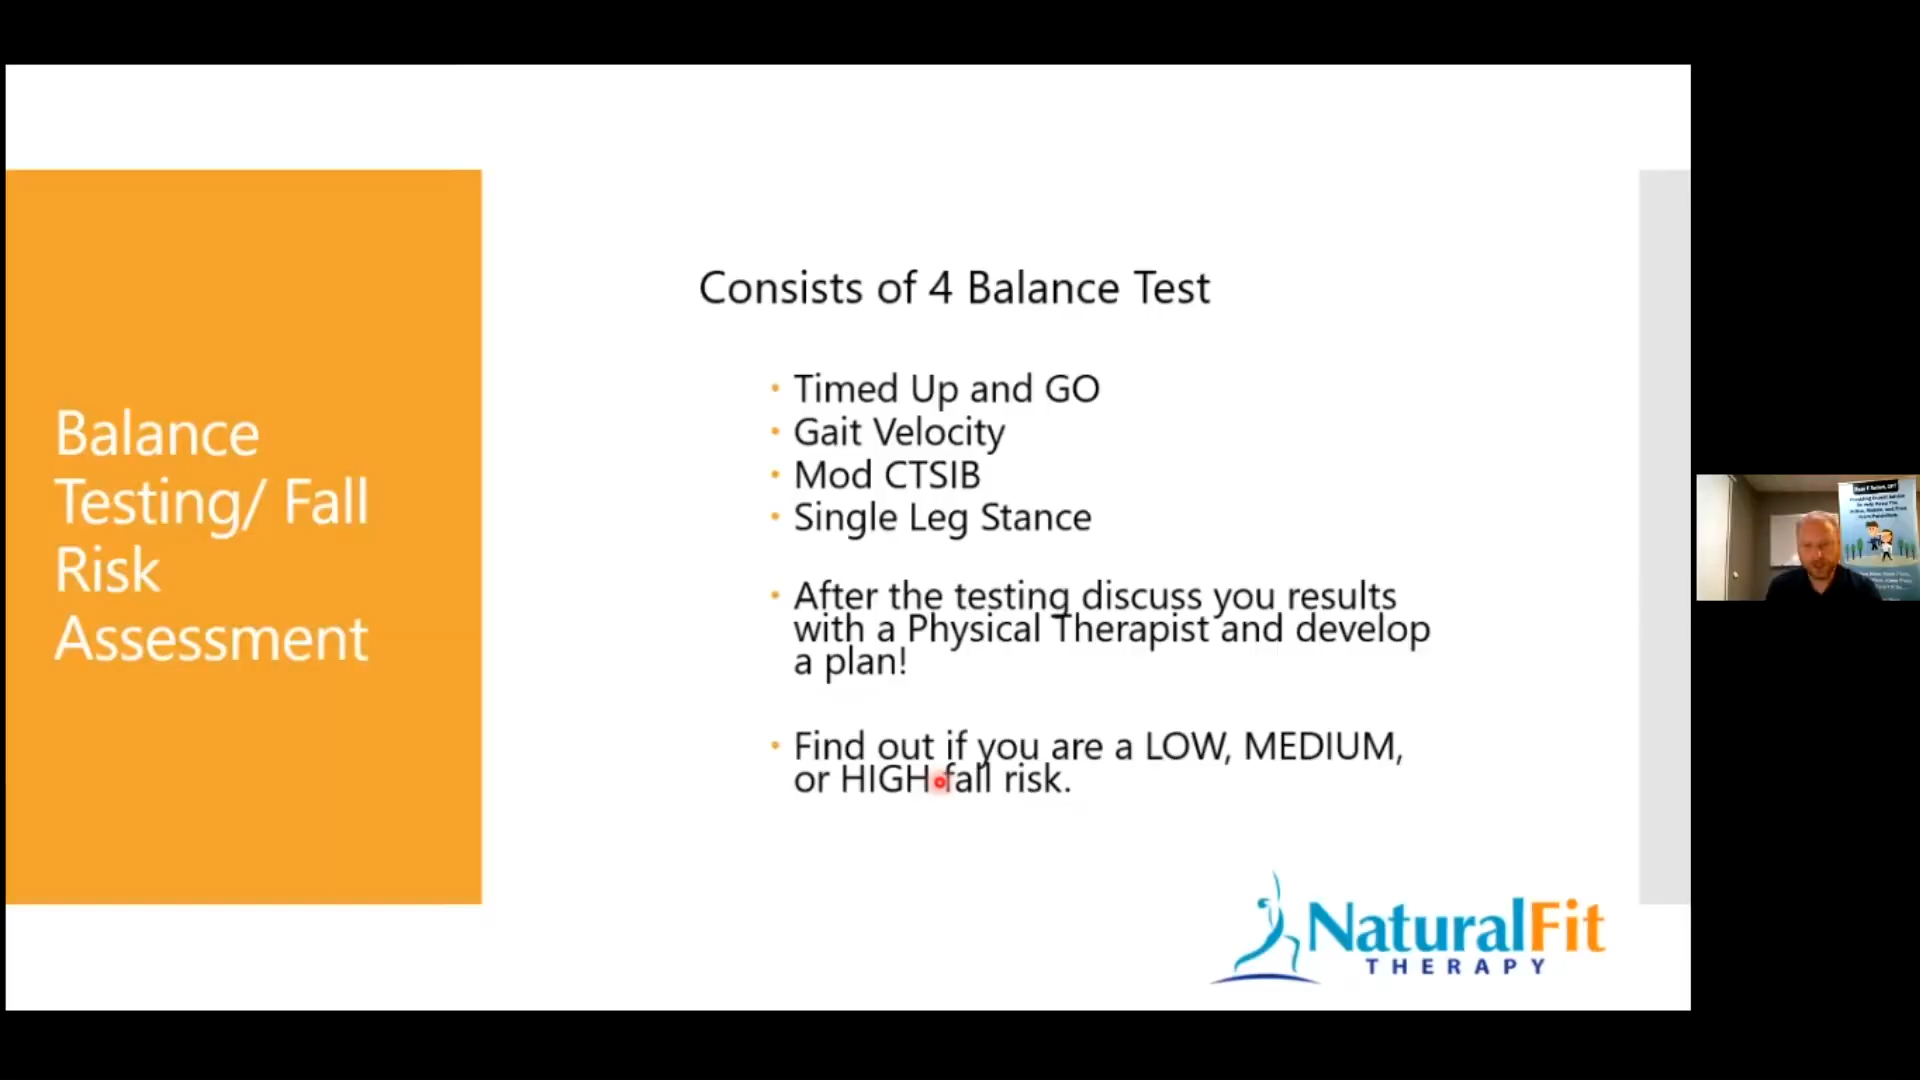 Balance
Testing/ Fall
Risk
Assessment
Consists of 4 Balance Test
• Timed Up and GO
• Gait Velocity
• Mod CTSIB
• Single Leg Stance
• After the testing discuss you results
with a Physical Therapist and develop
a plan!
• Find out if you are a LOW, MEDIUM,
or HIGH fall risk.
NaturalFit
THERAPY